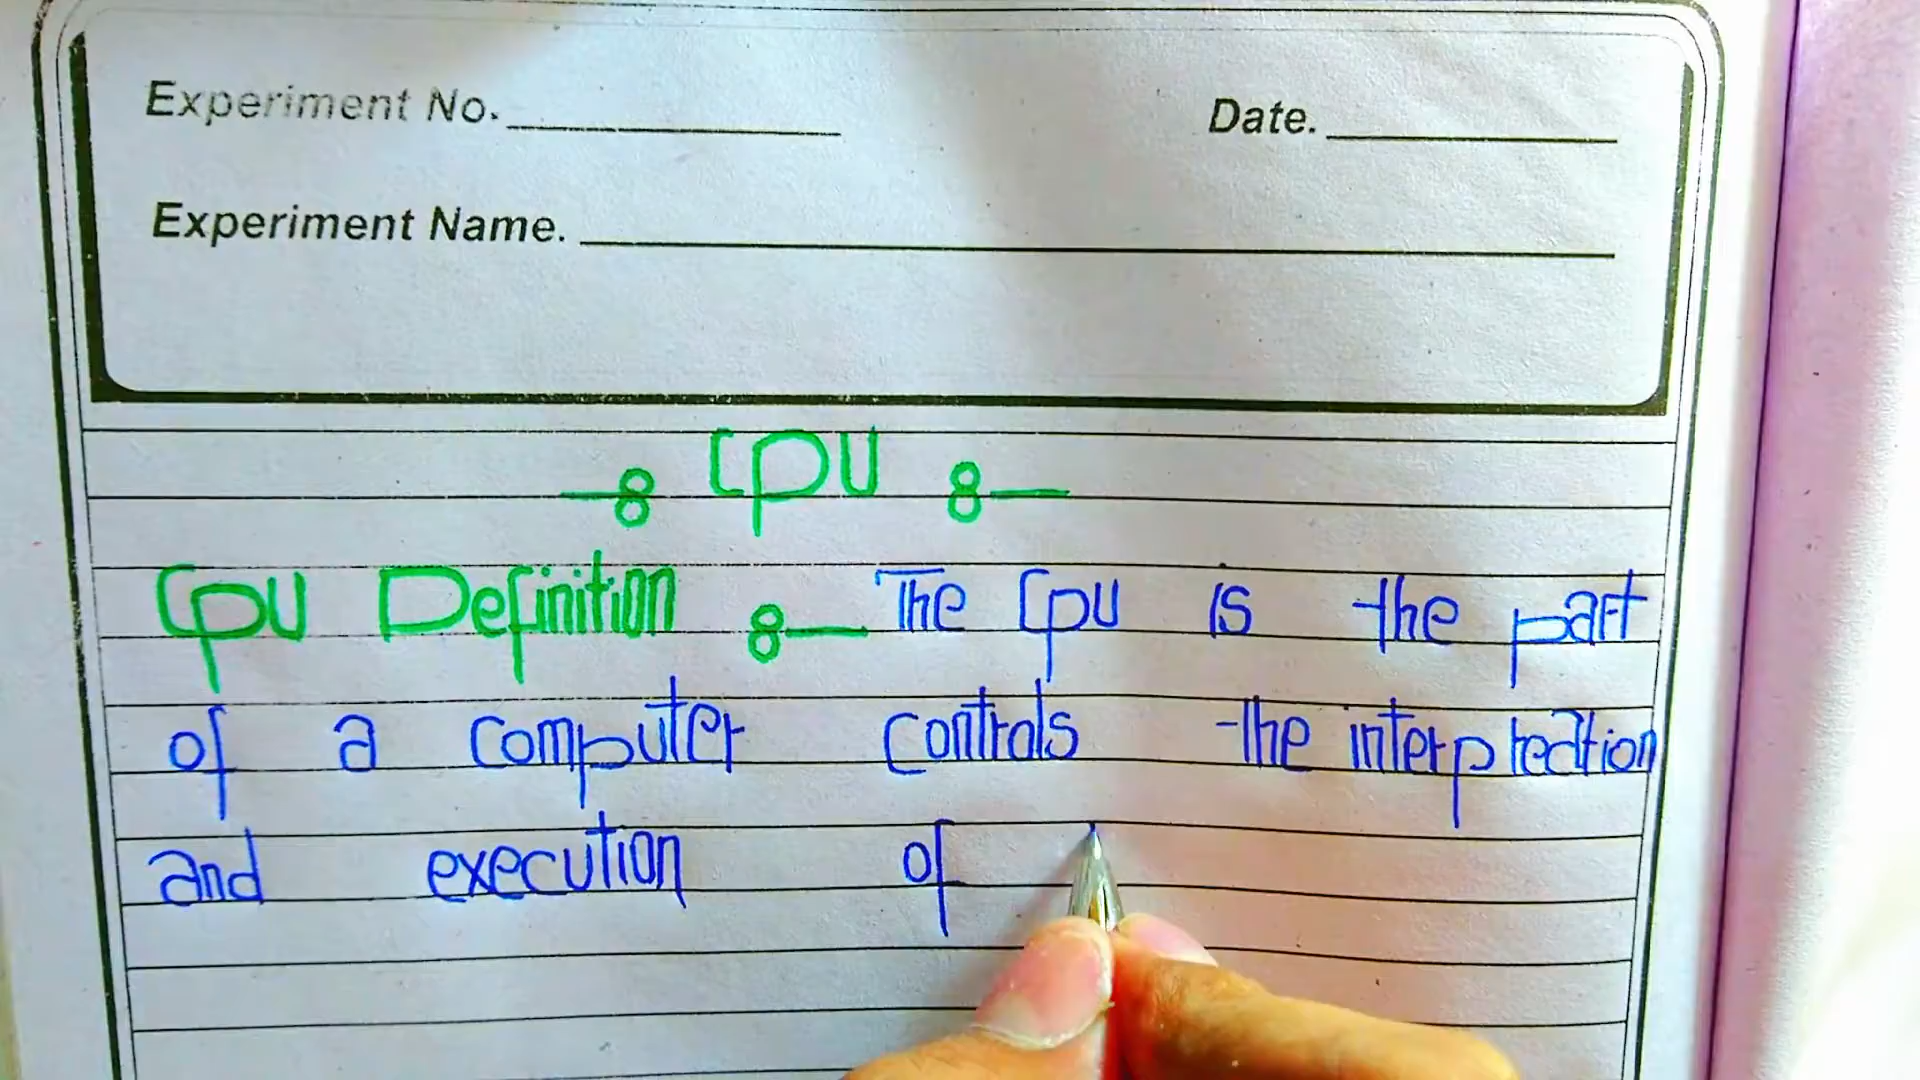 Experiment No. Date.
Experiment Name.
CPU
CPU Definition :- The CPU is the part
of a computer controls the interptection
and execution of